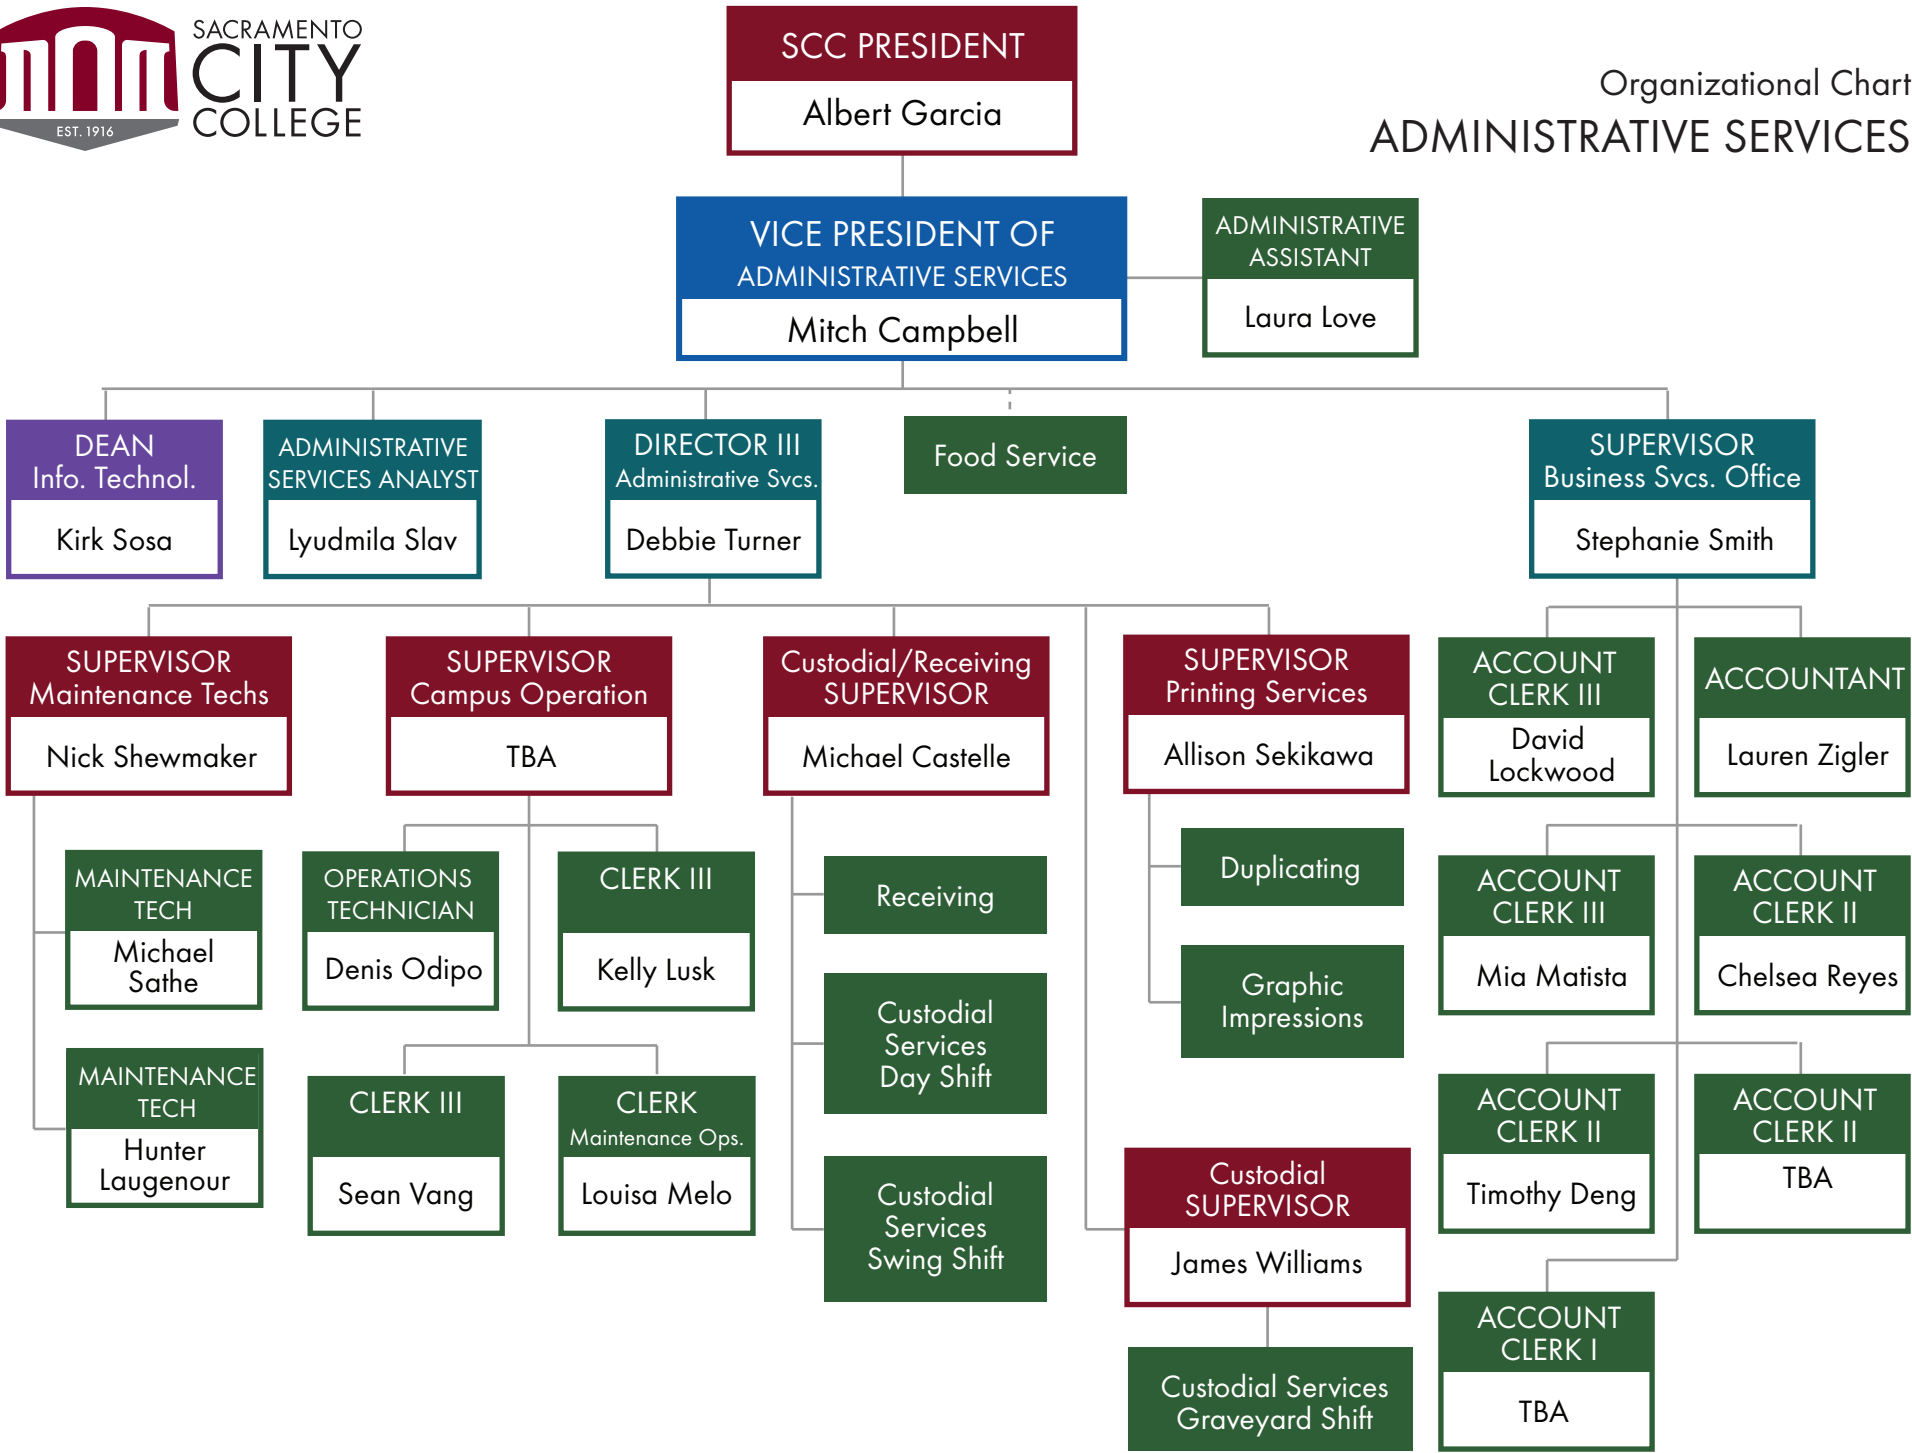 SACRAMENTO
CITY
COLLEGE
EST. 1916
Organizational Chart
ADMINISTRATIVE SERVICES
SCC PRESIDENT
Albert Garcia
VICE PRESIDENT OF
ADMINISTRATIVE SERVICES
Mitch Campbell
ADMINISTRATIVE
ASSISTANT
Laura Love
DEAN
Info. Technol.
Kirk Sosa
ADMINISTRATIVE
SERVICES ANALYST
Lyudmila Slav
DIRECTOR III
Administrative Svcs.
Debbie Turner
Food Service
SUPERVISOR
Business Svcs. Office
Stephanie Smith
SUPERVISOR
Maintenance Techs
Nick Shewmaker
SUPERVISOR
Campus Operation
TBA
Custodial/Receiving
SUPERVISOR
Michael Castelle
SUPERVISOR
Printing Services
Allison Sekikawa
ACCOUNT
CLERK III
David
Lockwood
ACCOUNTANT
Lauren Zigler
MAINTENANCE
TECH
Michael
Sathe
OPERATIONS
TECHNICIAN
Denis Odipo
CLERK III
Kelly Lusk
Receiving
Duplicating
ACCOUNT
CLERK III
Mia Matista
ACCOUNT
CLERK II
Chelsea Reyes
Custodial
Services
Day Shift
Graphic
Impressions
MAINTENANCE
TECH
Hunter
Laugenour
CLERK III
Sean Vang
CLERK
Maintenance Ops.
Louisa Melo
Custodial
Services
Swing Shift
Custodial
SUPERVISOR
James Williams
ACCOUNT
CLERK II
Timothy Deng
ACCOUNT
CLERK II
TBA
Custodial Services
Graveyard Shift
ACCOUNT
CLERK I
TBA